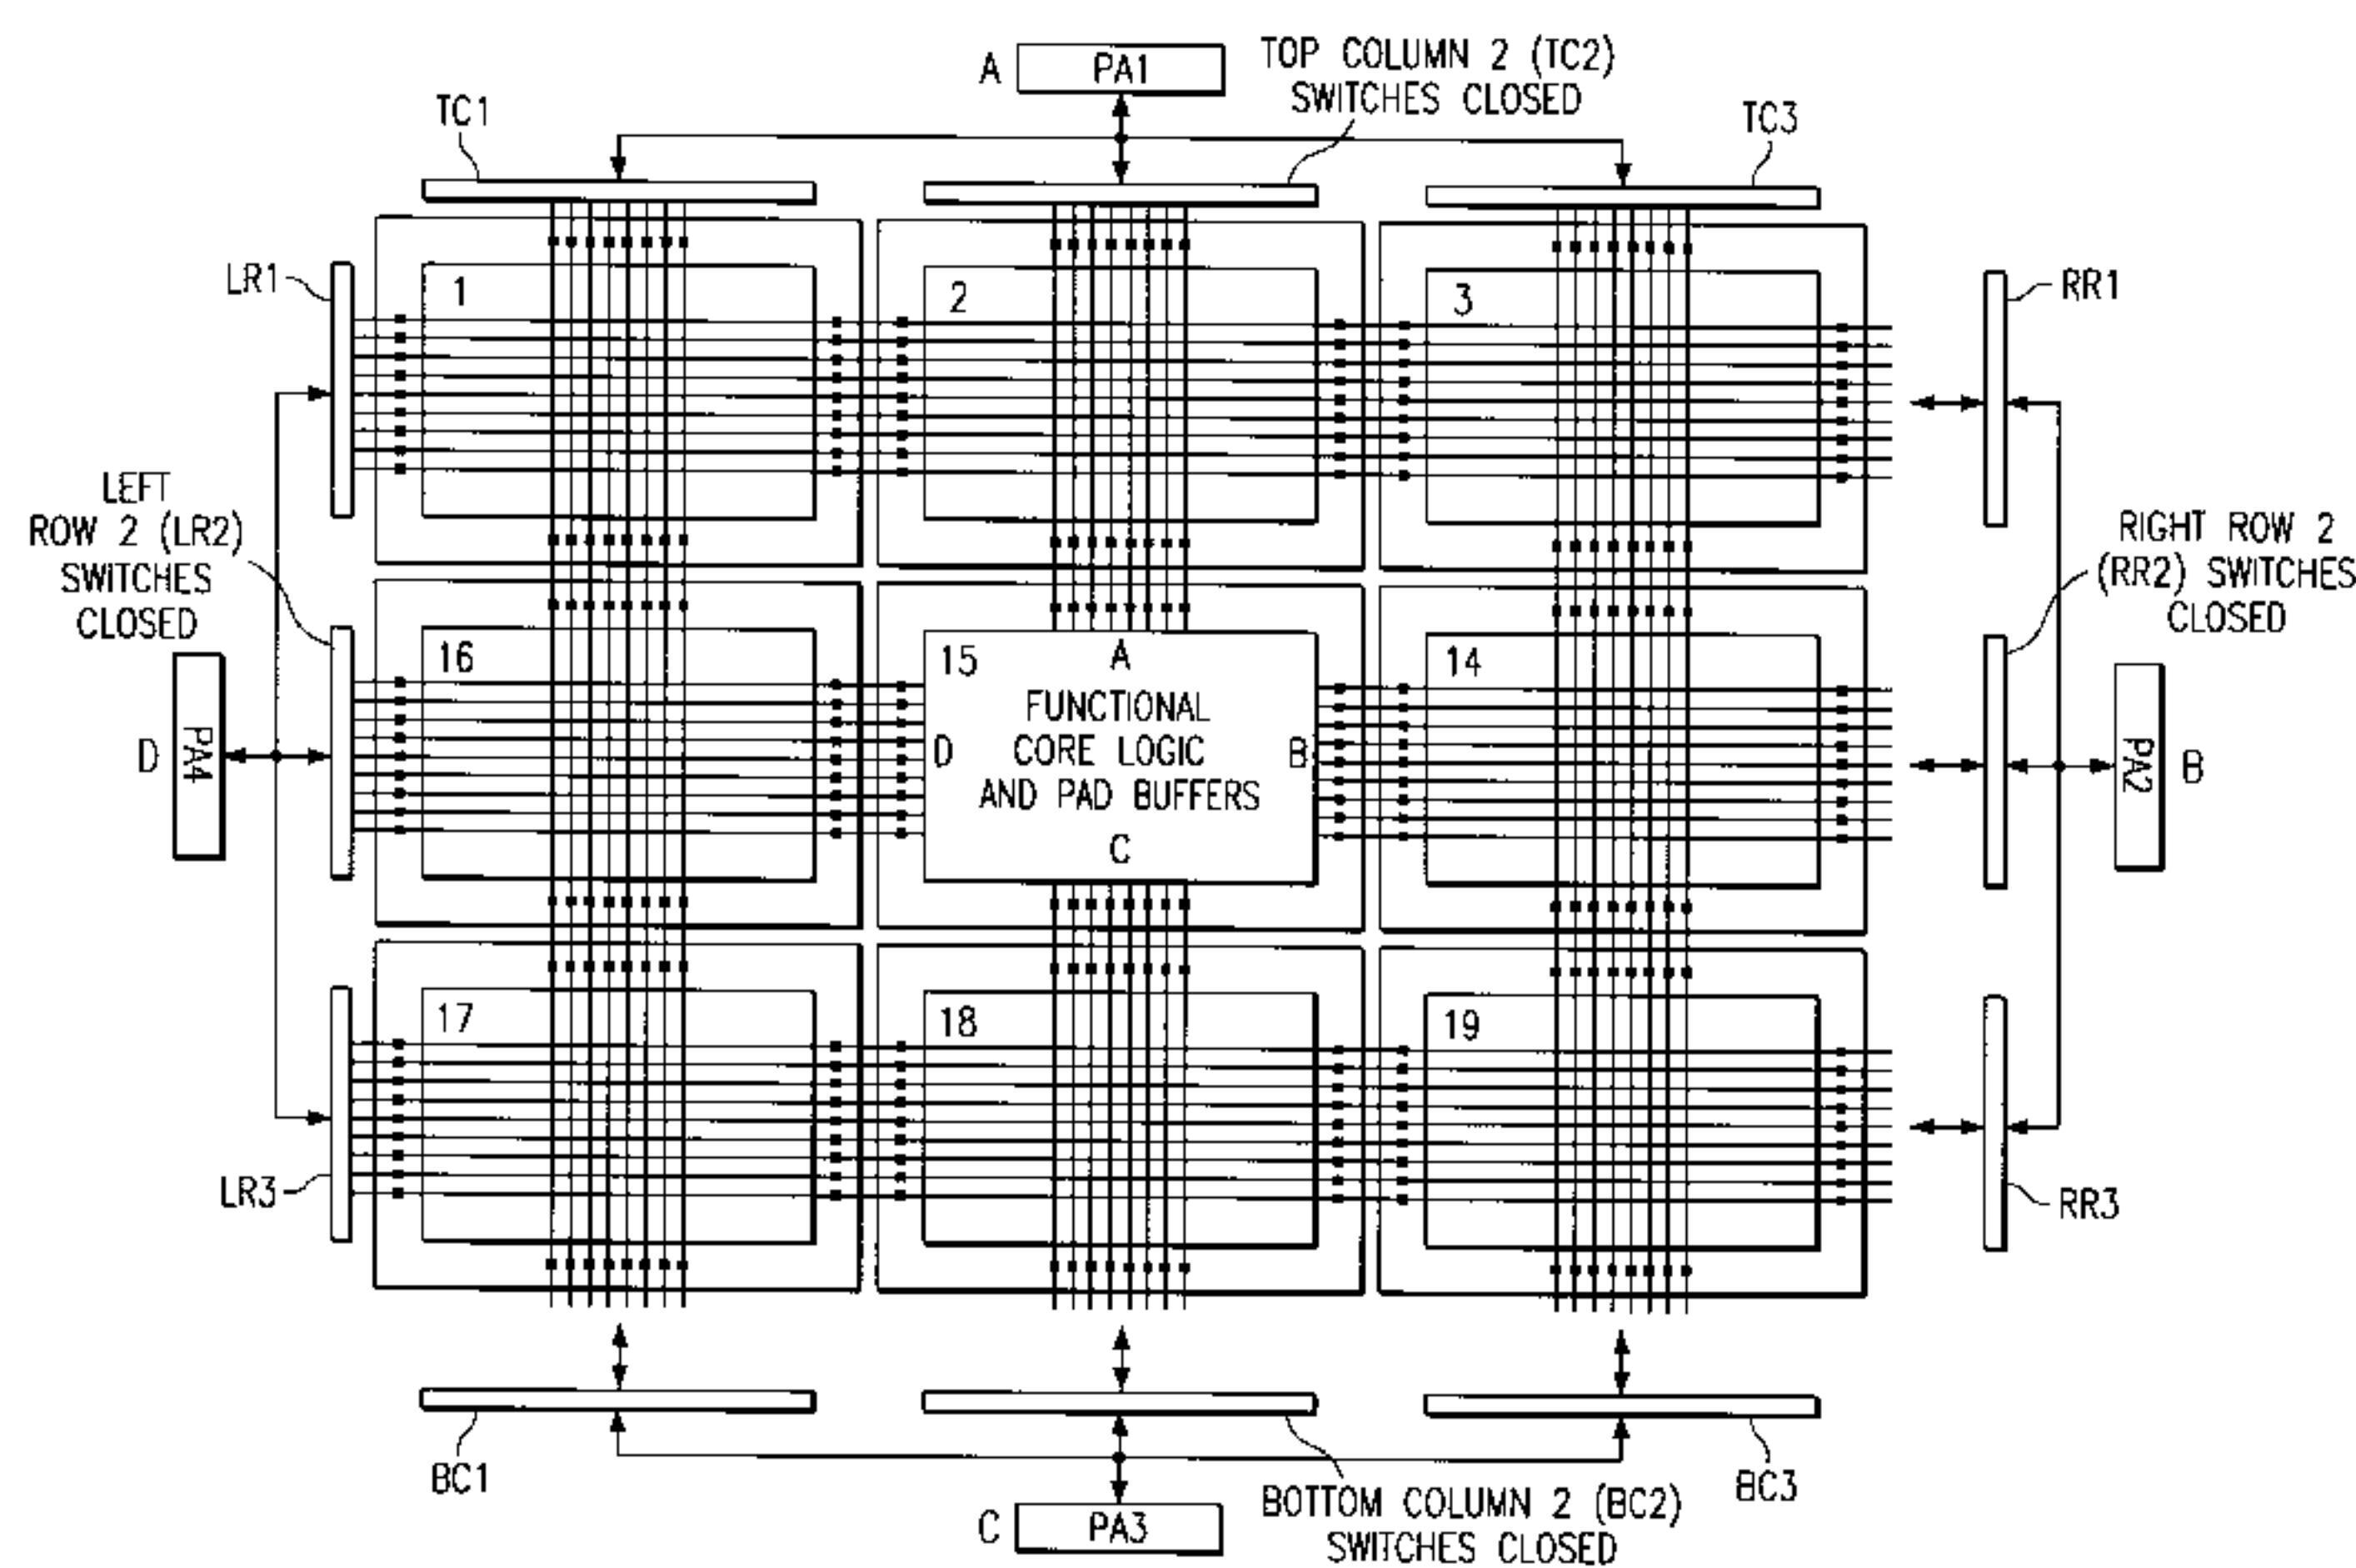 A
PA1
TOP COLUMN 2 (TC2)
SWITCHES CLOSED
TC1
TC3
LR1
1
2
3
RR1
LEFT
ROW 2 (LR2)
SWITCHES
CLOSED
RIGHT ROW 2
(RR2) SWITCHES
CLOSED
16
15
A
FUNCTIONAL
CORE LOGIC
AND PAD BUFFERS
D
B
C
14
D
PA4
PA2
B
17
18
19
LR3
RR3
BC1
BC3
BOTTOM COLUMN 2 (BC2)
SWITCHES CLOSED
C
PA3